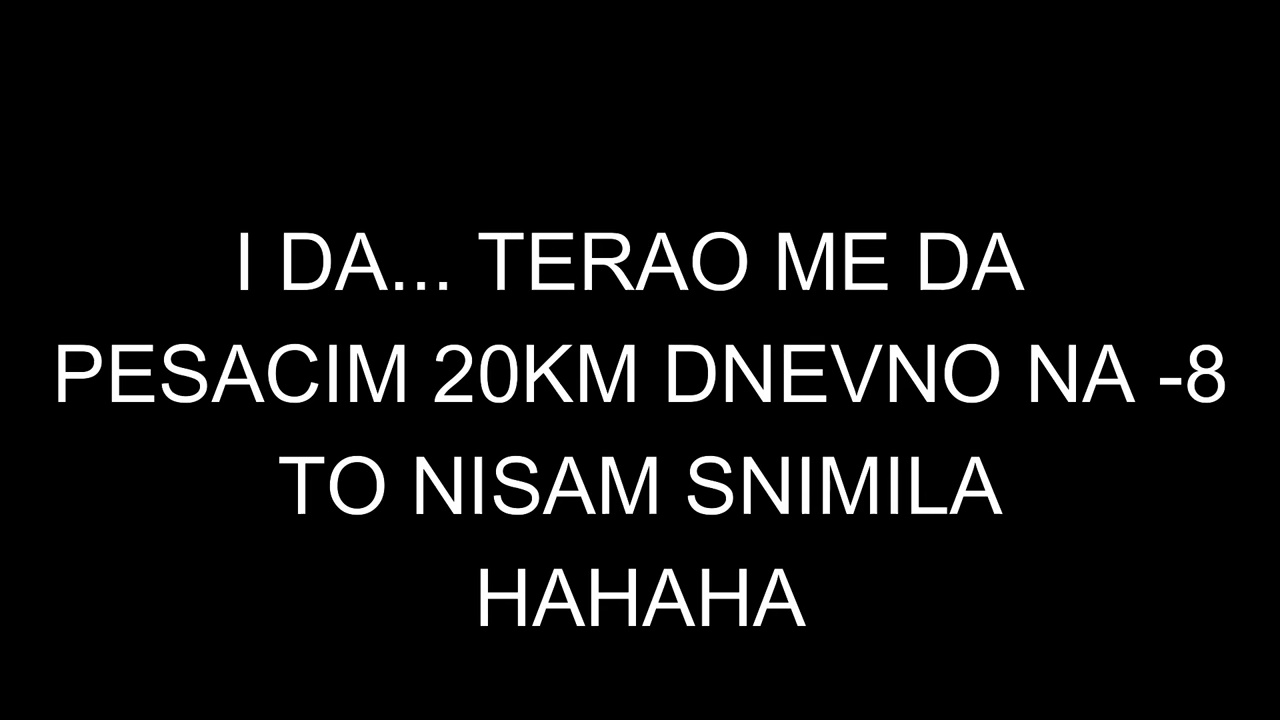 I DA... TERAO ME DA
PESACIM 20KM DNEVNO NA -8
TO NISAM SNIMILA
HAHAHA